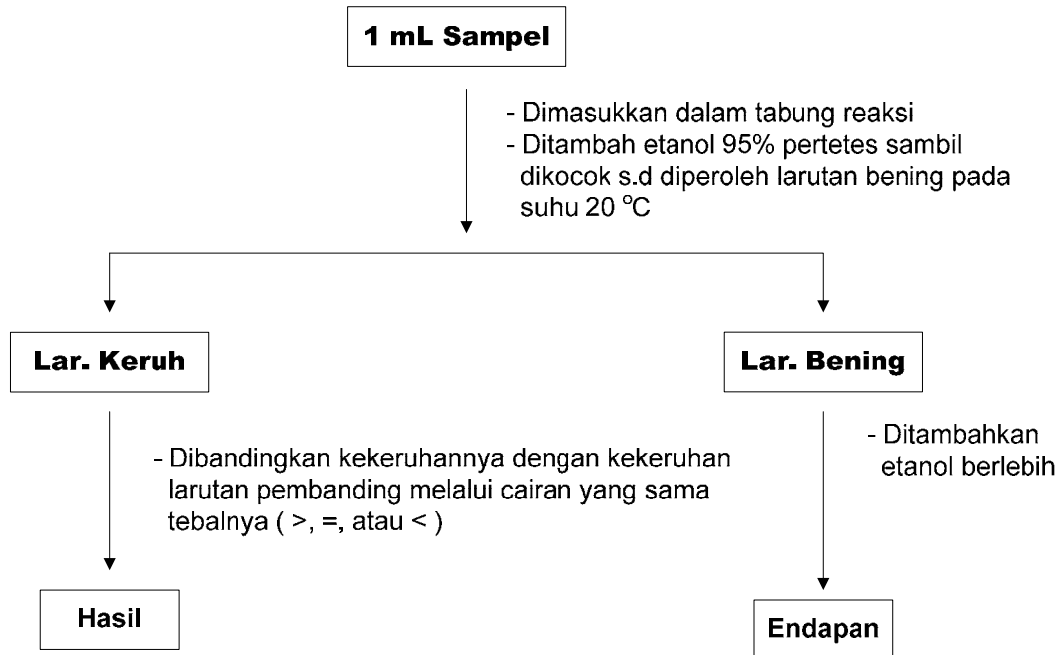 1 mL Sampel
- Dimasukkan dalam tabung reaksi
- Ditambah etanol 95% pertetes sambil
dikocok s.d diperoleh larutan bening pada
suhu 20 °C
Lar. Keruh
Lar. Bening
- Dibandingkan kekeruhannya dengan kekeruhan
larutan pembanding melalui cairan yang sama
tebalnya ( >, =, atau < )
- Ditambahkan
etanol berlebih
Hasil
Endapan